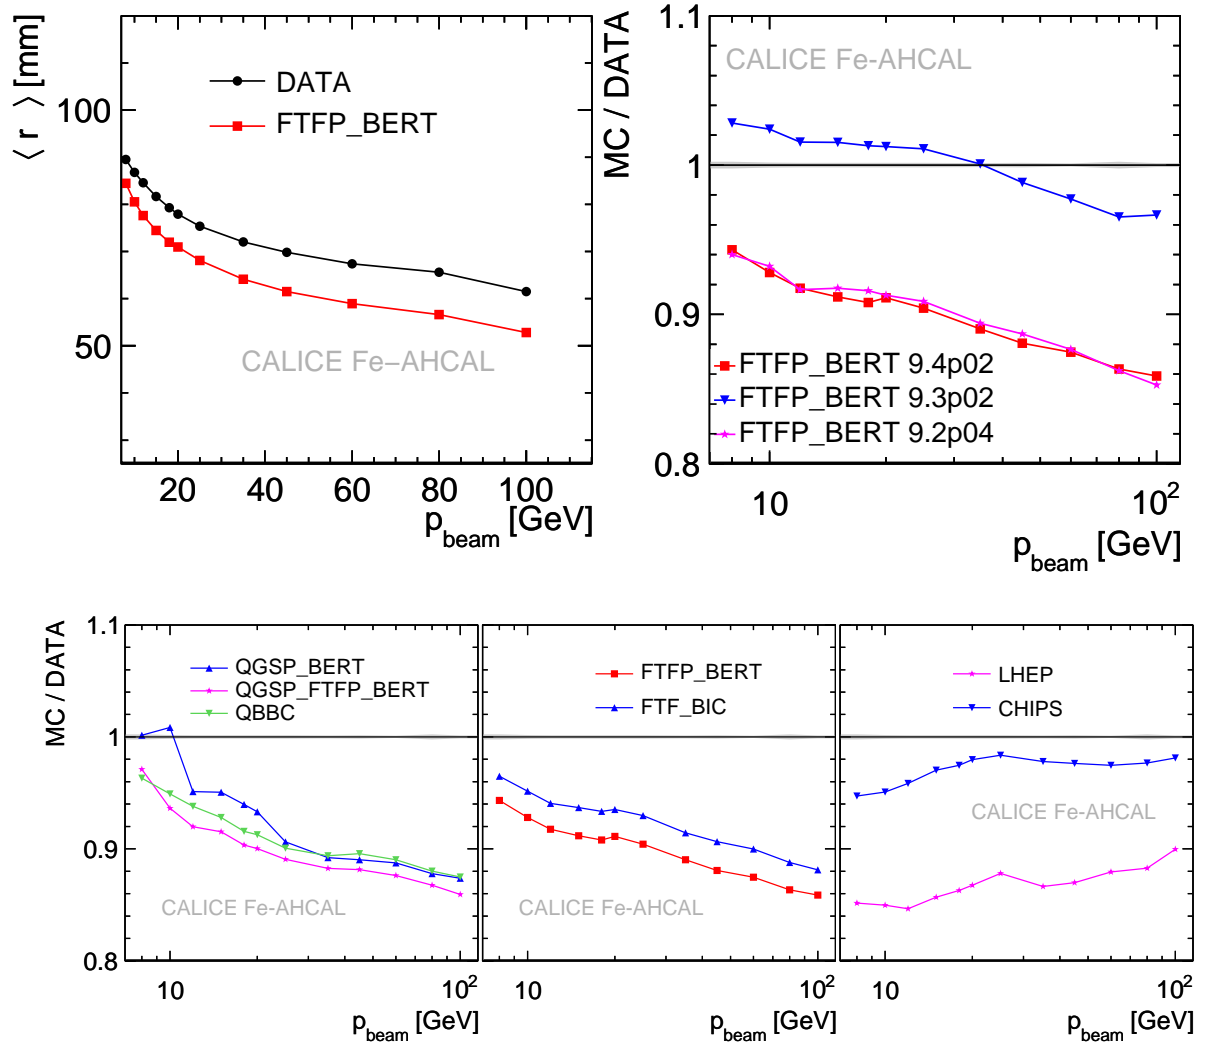 ⟨ r ⟩ [mm]
DATA
FTFP_BERT
100
50
CALICE Fe–AHCAL
20 40 60 80 100
p_beam [GeV]
MC / DATA
1.1
CALICE Fe-AHCAL
1
0.9
FTFP_BERT 9.4p02
FTFP_BERT 9.3p02
FTFP_BERT 9.2p04
0.8
10 10²
p_beam [GeV]
MC / DATA
1.1
1
0.9
0.8
QGSP_BERT
QGSP_FTFP_BERT
QBBC
CALICE Fe-AHCAL
10 10²
p_beam [GeV]
FTFP_BERT
FTF_BIC
CALICE Fe-AHCAL
10 10²
p_beam [GeV]
LHEP
CHIPS
CALICE Fe-AHCAL
10 10²
p_beam [GeV]